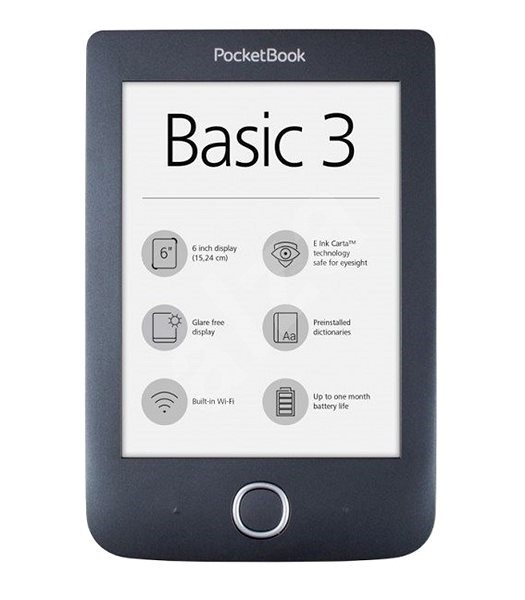 PocketBook
Basic 3
6"
6 inch display
(15,24 cm)
E Ink Carta™
technology
safe for eyesight
Glare free
display
Aa
Preinstalled
dictionaries
Built-in Wi-Fi
Up to one month
battery life